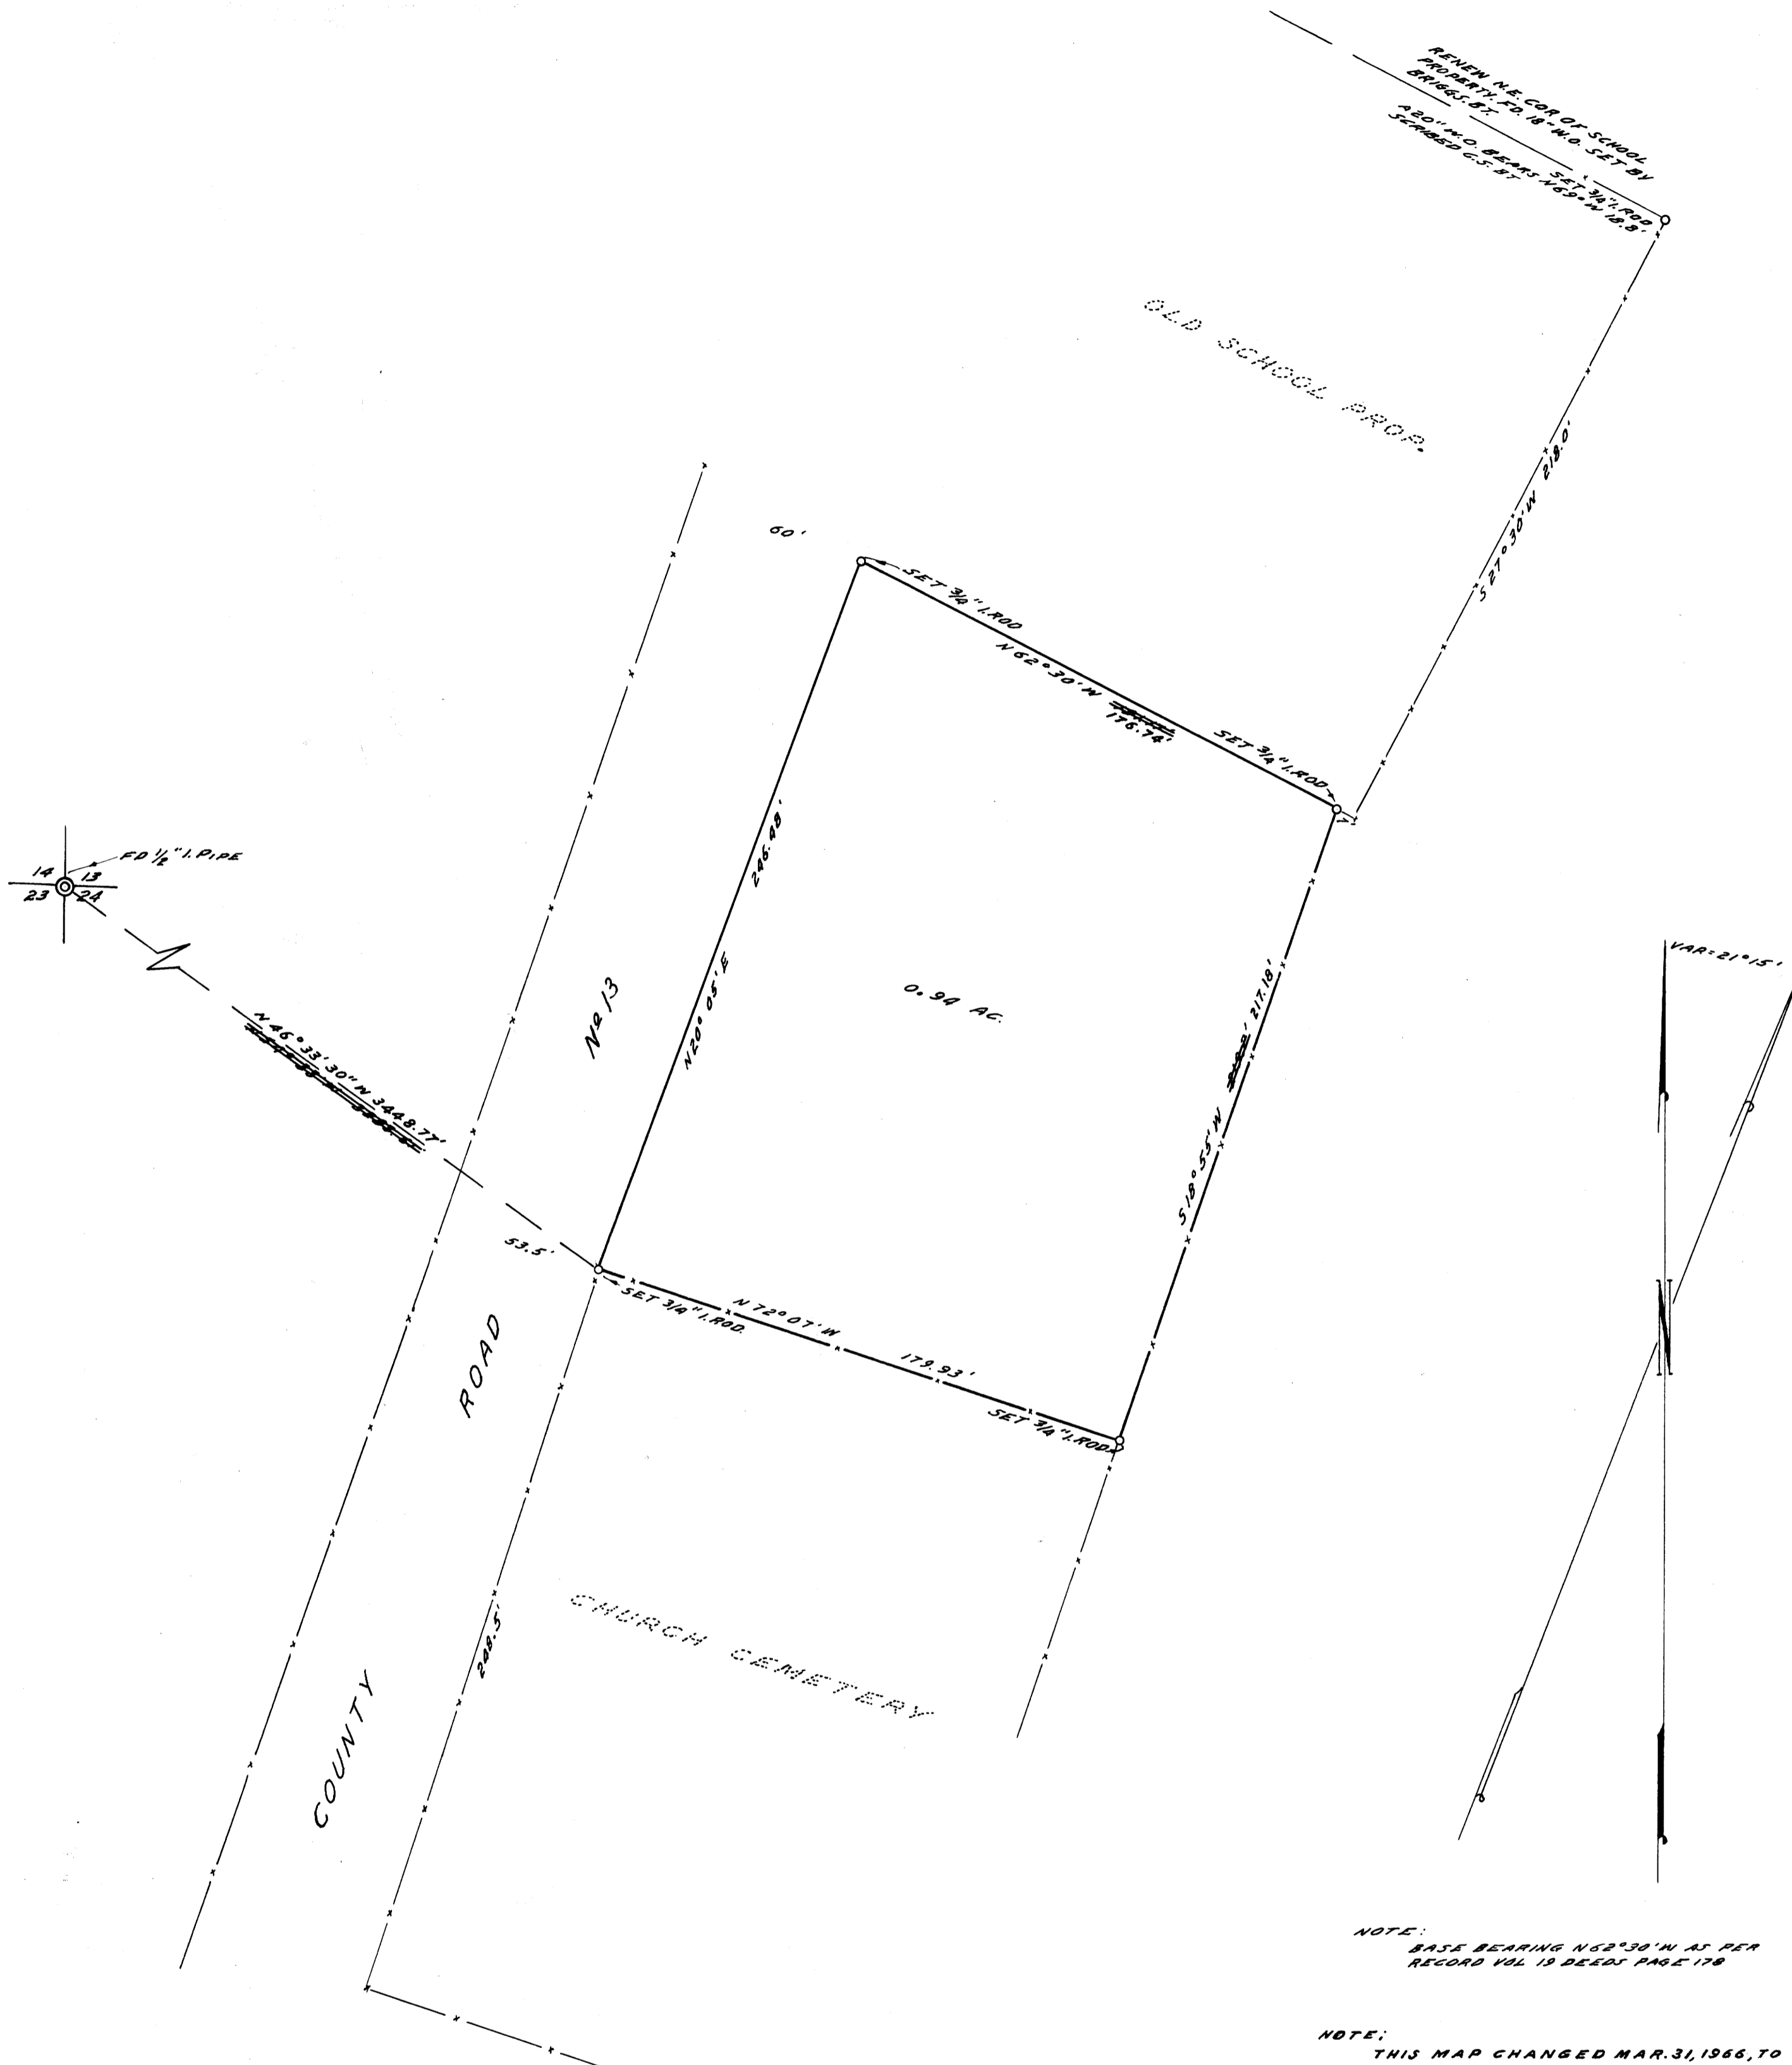 RENEW N.E. COR OF SCHOOL
PROPERTY. FD. 18" W.O. SET BY
BRIGGS. BT.
SET 3/4" I. ROD
A 20" W.O. BEARS N69°W 18.8'
SCRIBED C.S. BT
OLD SCHOOL PROP.
S 27° 30' W 218.0'
60'
SET 3/4" I. ROD
N 62° 30' W
176.74'
SET 3/4" I. ROD
246.48'
N 20° 05' E
FD 1/2" I. PIPE
14 13
23 24
VAR=21°15'
No 13
0.94 AC.
217.18'
S 18° 55' W
N 46° 33' 30" W 3448.77'
53.5'
SET 3/4" I. ROD.
N 72° 07' W
179.93'
SET 3/4" I. ROD
N
ROAD
CHURCH CEMETERY
248.5'
COUNTY
NOTE:
BASE BEARING N62°30'W AS PER
RECORD VOL 19 DEEDS PAGE 178
NOTE:
THIS MAP CHANGED MAR. 31, 1966, TO